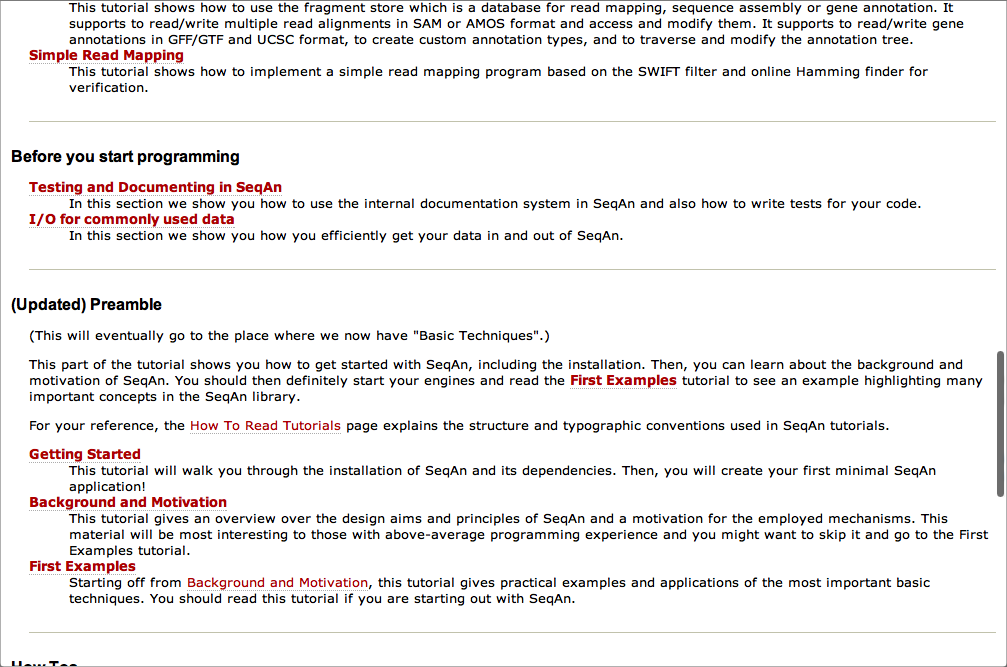 This tutorial shows how to use the fragment store which is a database for read mapping, sequence assembly or gene annotation. It
supports to read/write multiple read alignments in SAM or AMOS format and access and modify them. It supports to read/write gene
annotations in GFF/GTF and UCSC format, to create custom annotation types, and to traverse and modify the annotation tree.
Simple Read Mapping
This tutorial shows how to implement a simple read mapping program based on the SWIFT filter and online Hamming finder for
verification.
Before you start programming
Testing and Documenting in SeqAn
In this section we show you how to use the internal documentation system in SeqAn and also how to write tests for your code.
I/O for commonly used data
In this section we show you how you efficiently get your data in and out of SeqAn.
(Updated) Preamble
(This will eventually go to the place where we now have "Basic Techniques".)
This part of the tutorial shows you how to get started with SeqAn, including the installation. Then, you can learn about the background and
motivation of SeqAn. You should then definitely start your engines and read the First Examples tutorial to see an example highlighting many
important concepts in the SeqAn library.
For your reference, the How To Read Tutorials page explains the structure and typographic conventions used in SeqAn tutorials.
Getting Started
This tutorial will walk you through the installation of SeqAn and its dependencies. Then, you will create your first minimal SeqAn
application!
Background and Motivation
This tutorial gives an overview over the design aims and principles of SeqAn and a motivation for the employed mechanisms. This
material will be most interesting to those with above-average programming experience and you might want to skip it and go to the First
Examples tutorial.
First Examples
Starting off from Background and Motivation, this tutorial gives practical examples and applications of the most important basic
techniques. You should read this tutorial if you are starting out with SeqAn.
How Tos